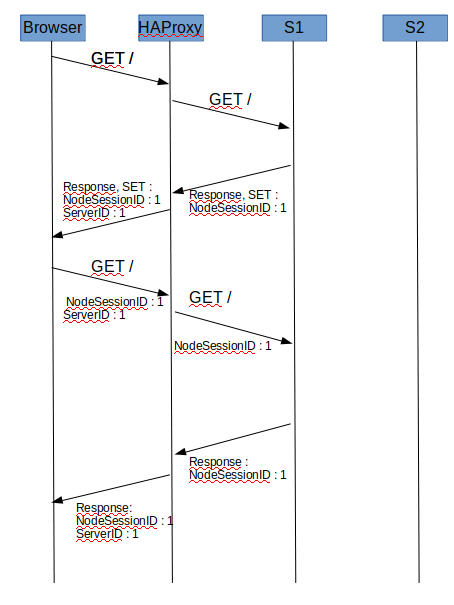 Browser HAProxy S1 S2
GET /
GET /
Response, SET :
NodeSessionID : 1
ServerID : 1
Response, SET :
NodeSessionID : 1
GET /
NodeSessionID : 1
ServerID : 1
GET /
NodeSessionID : 1
Response :
NodeSessionID : 1
Response:
NodeSessionID : 1
ServerID : 1